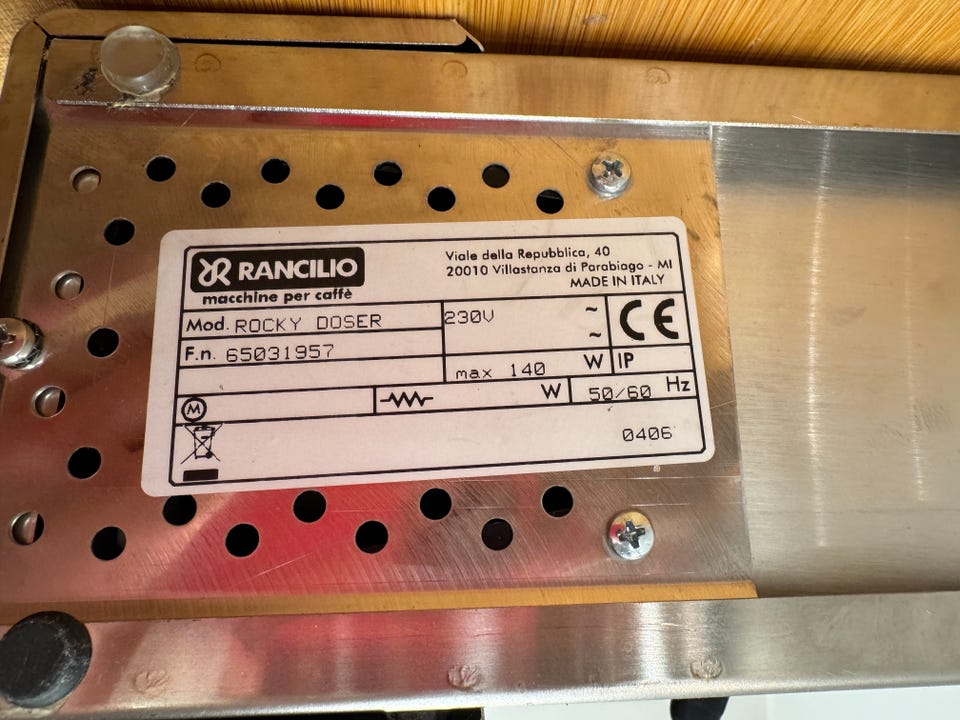 RANCILIO
macchine per caffè
Viale della Repubblica, 40
20010 Villastanza di Parabiago - MI
MADE IN ITALY
Mod. ROCKY DOSER
230V ~
~
CE
F.n. 65031957
max 140 W
IP
M
W
50/60 Hz
0406